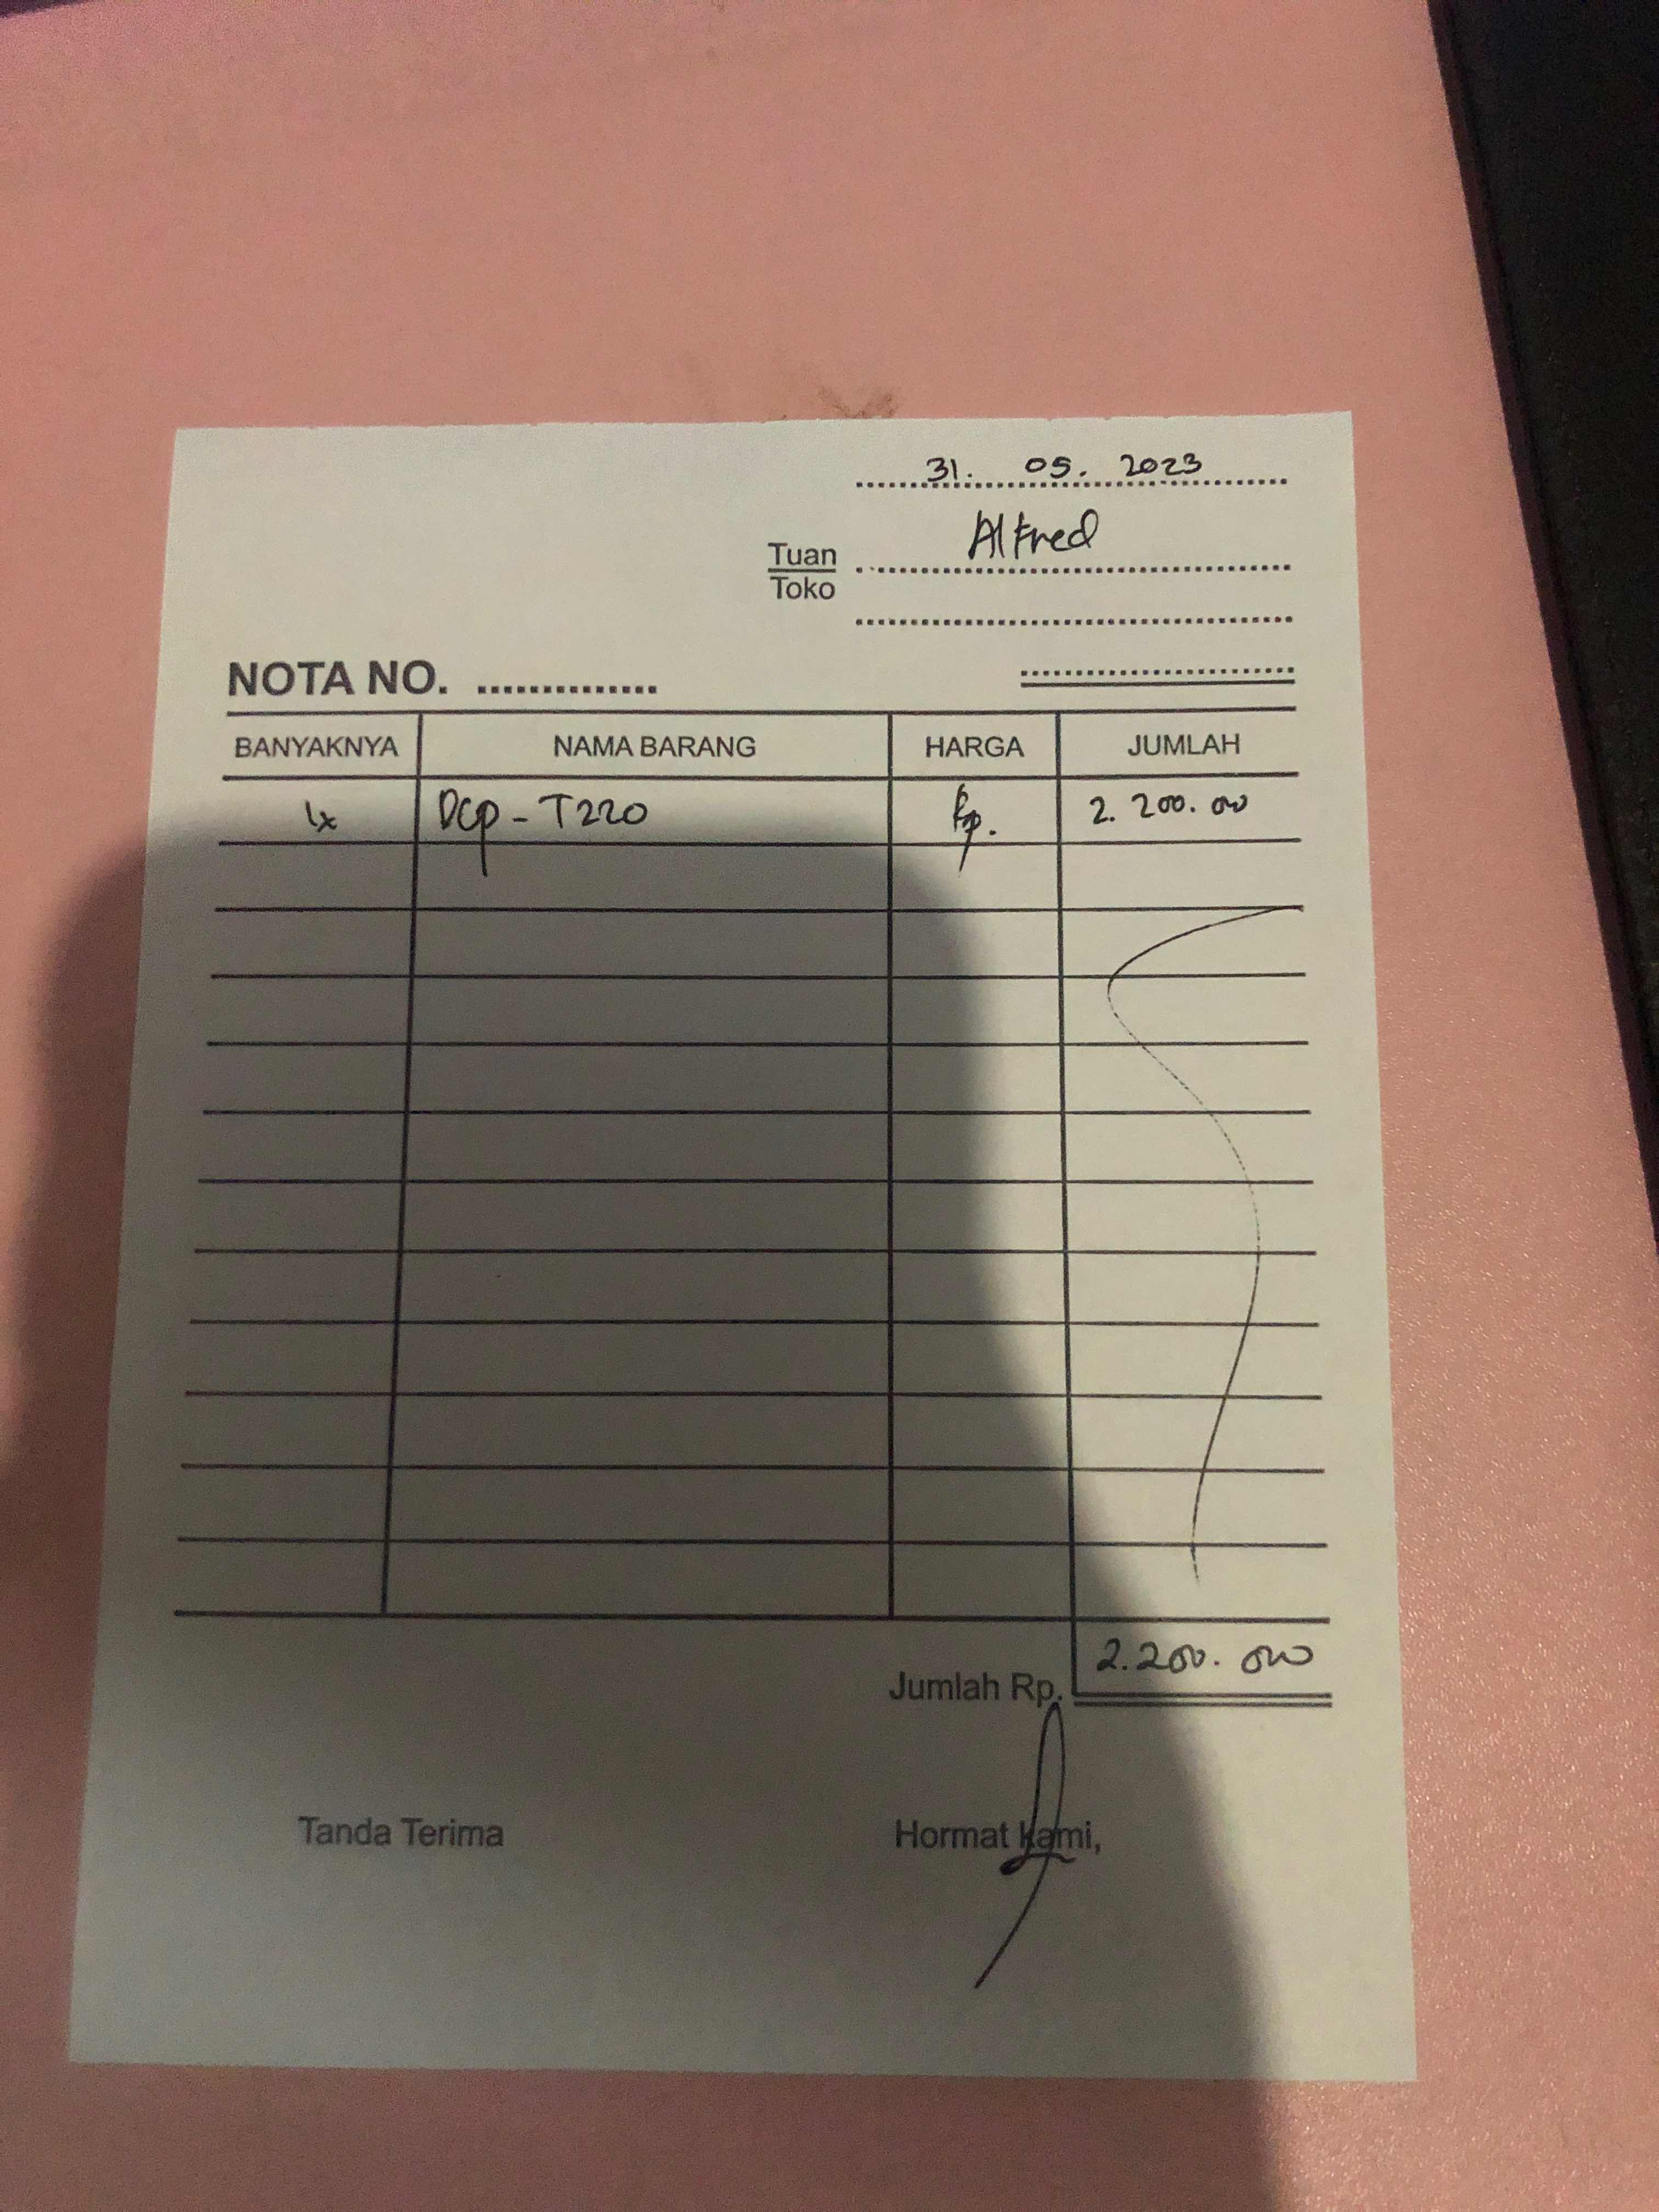 31. 05. 2023
Tuan Alfred
Toko
NOTA NO.
BANYAKNYA NAMA BARANG HARGA JUMLAH
1x DCP-T220 Rp. 2.200.000
Jumlah Rp. 2.200.000
Tanda Terima Hormat kami,